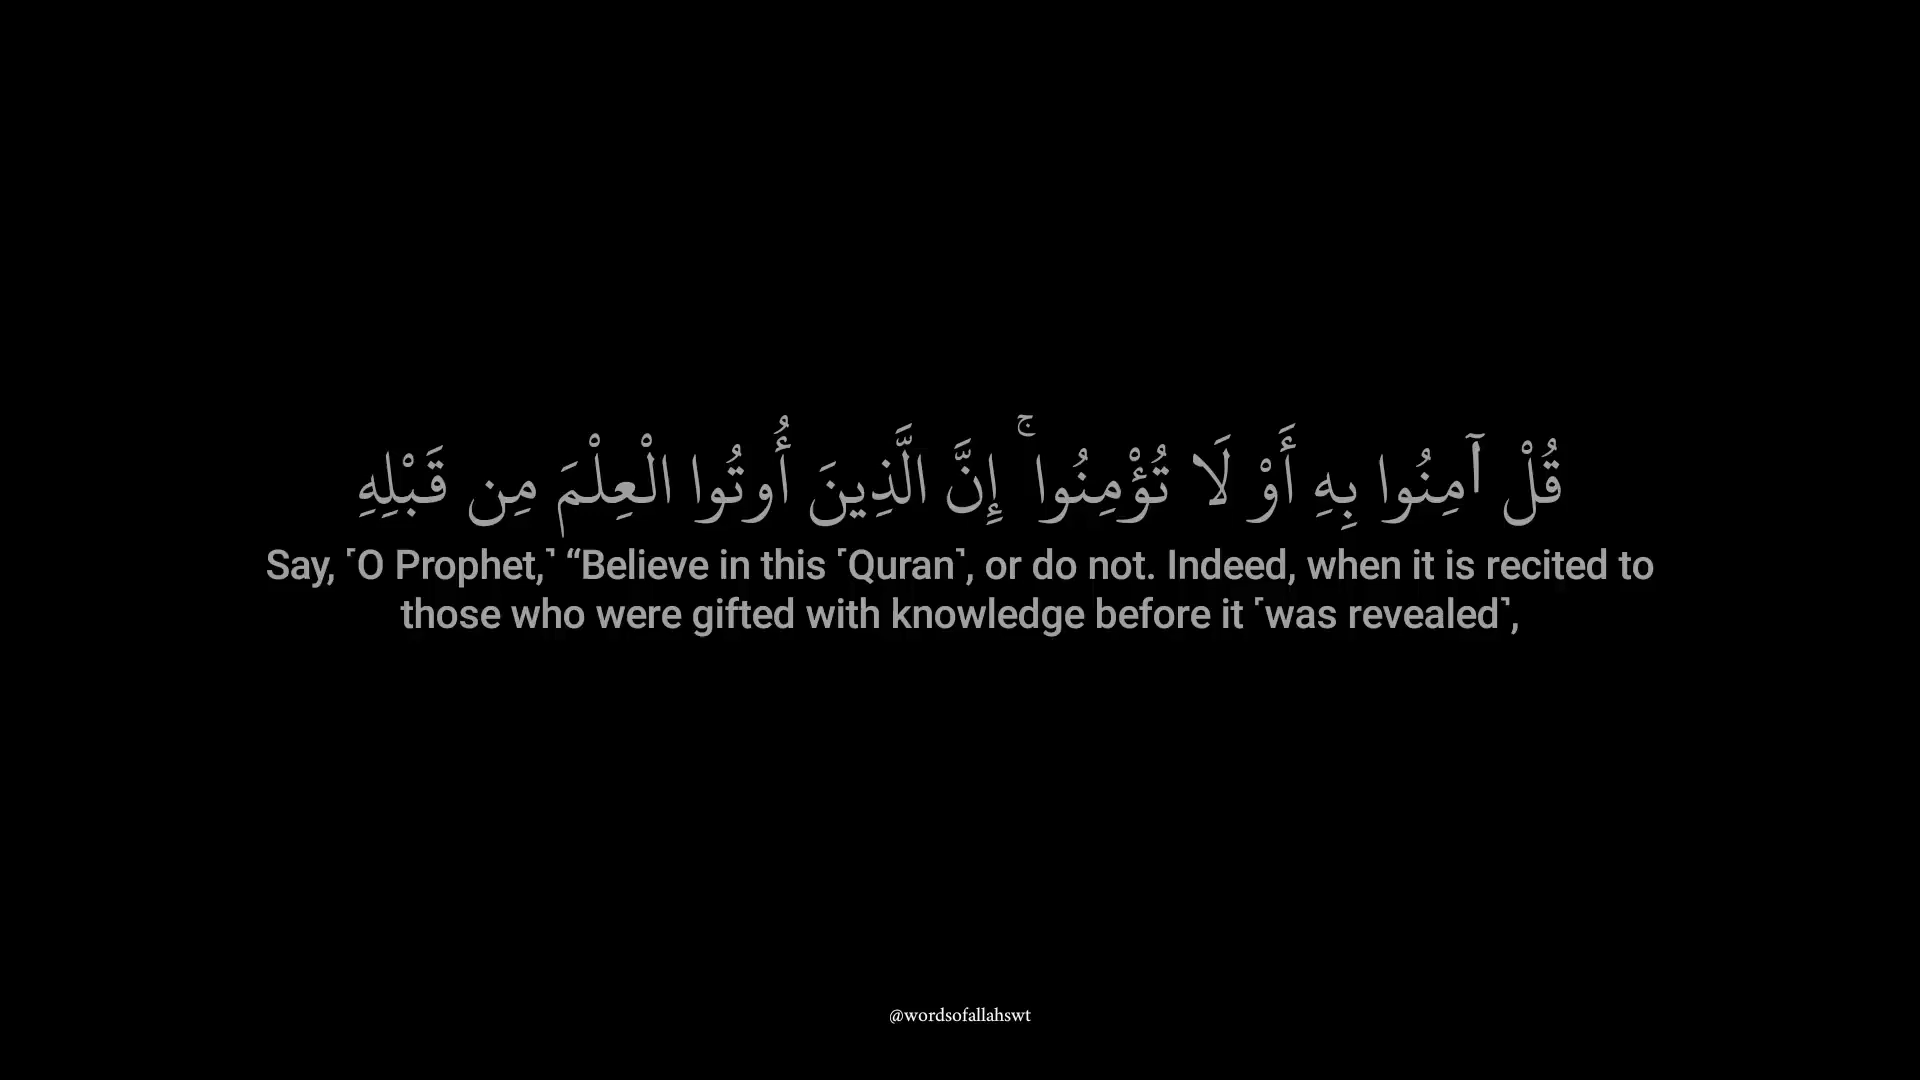 قُلْ آمِنُوا بِهِ أَوْ لَا تُؤْمِنُوا ۚ إِنَّ الَّذِينَ أُوتُوا الْعِلْمَ مِن قَبْلِهِ
Say, ˹O Prophet,˺ “Believe in this ˹Quran˺, or do not. Indeed, when it is recited to
those who were gifted with knowledge before it ˹was revealed˺,
@wordsofallahswt